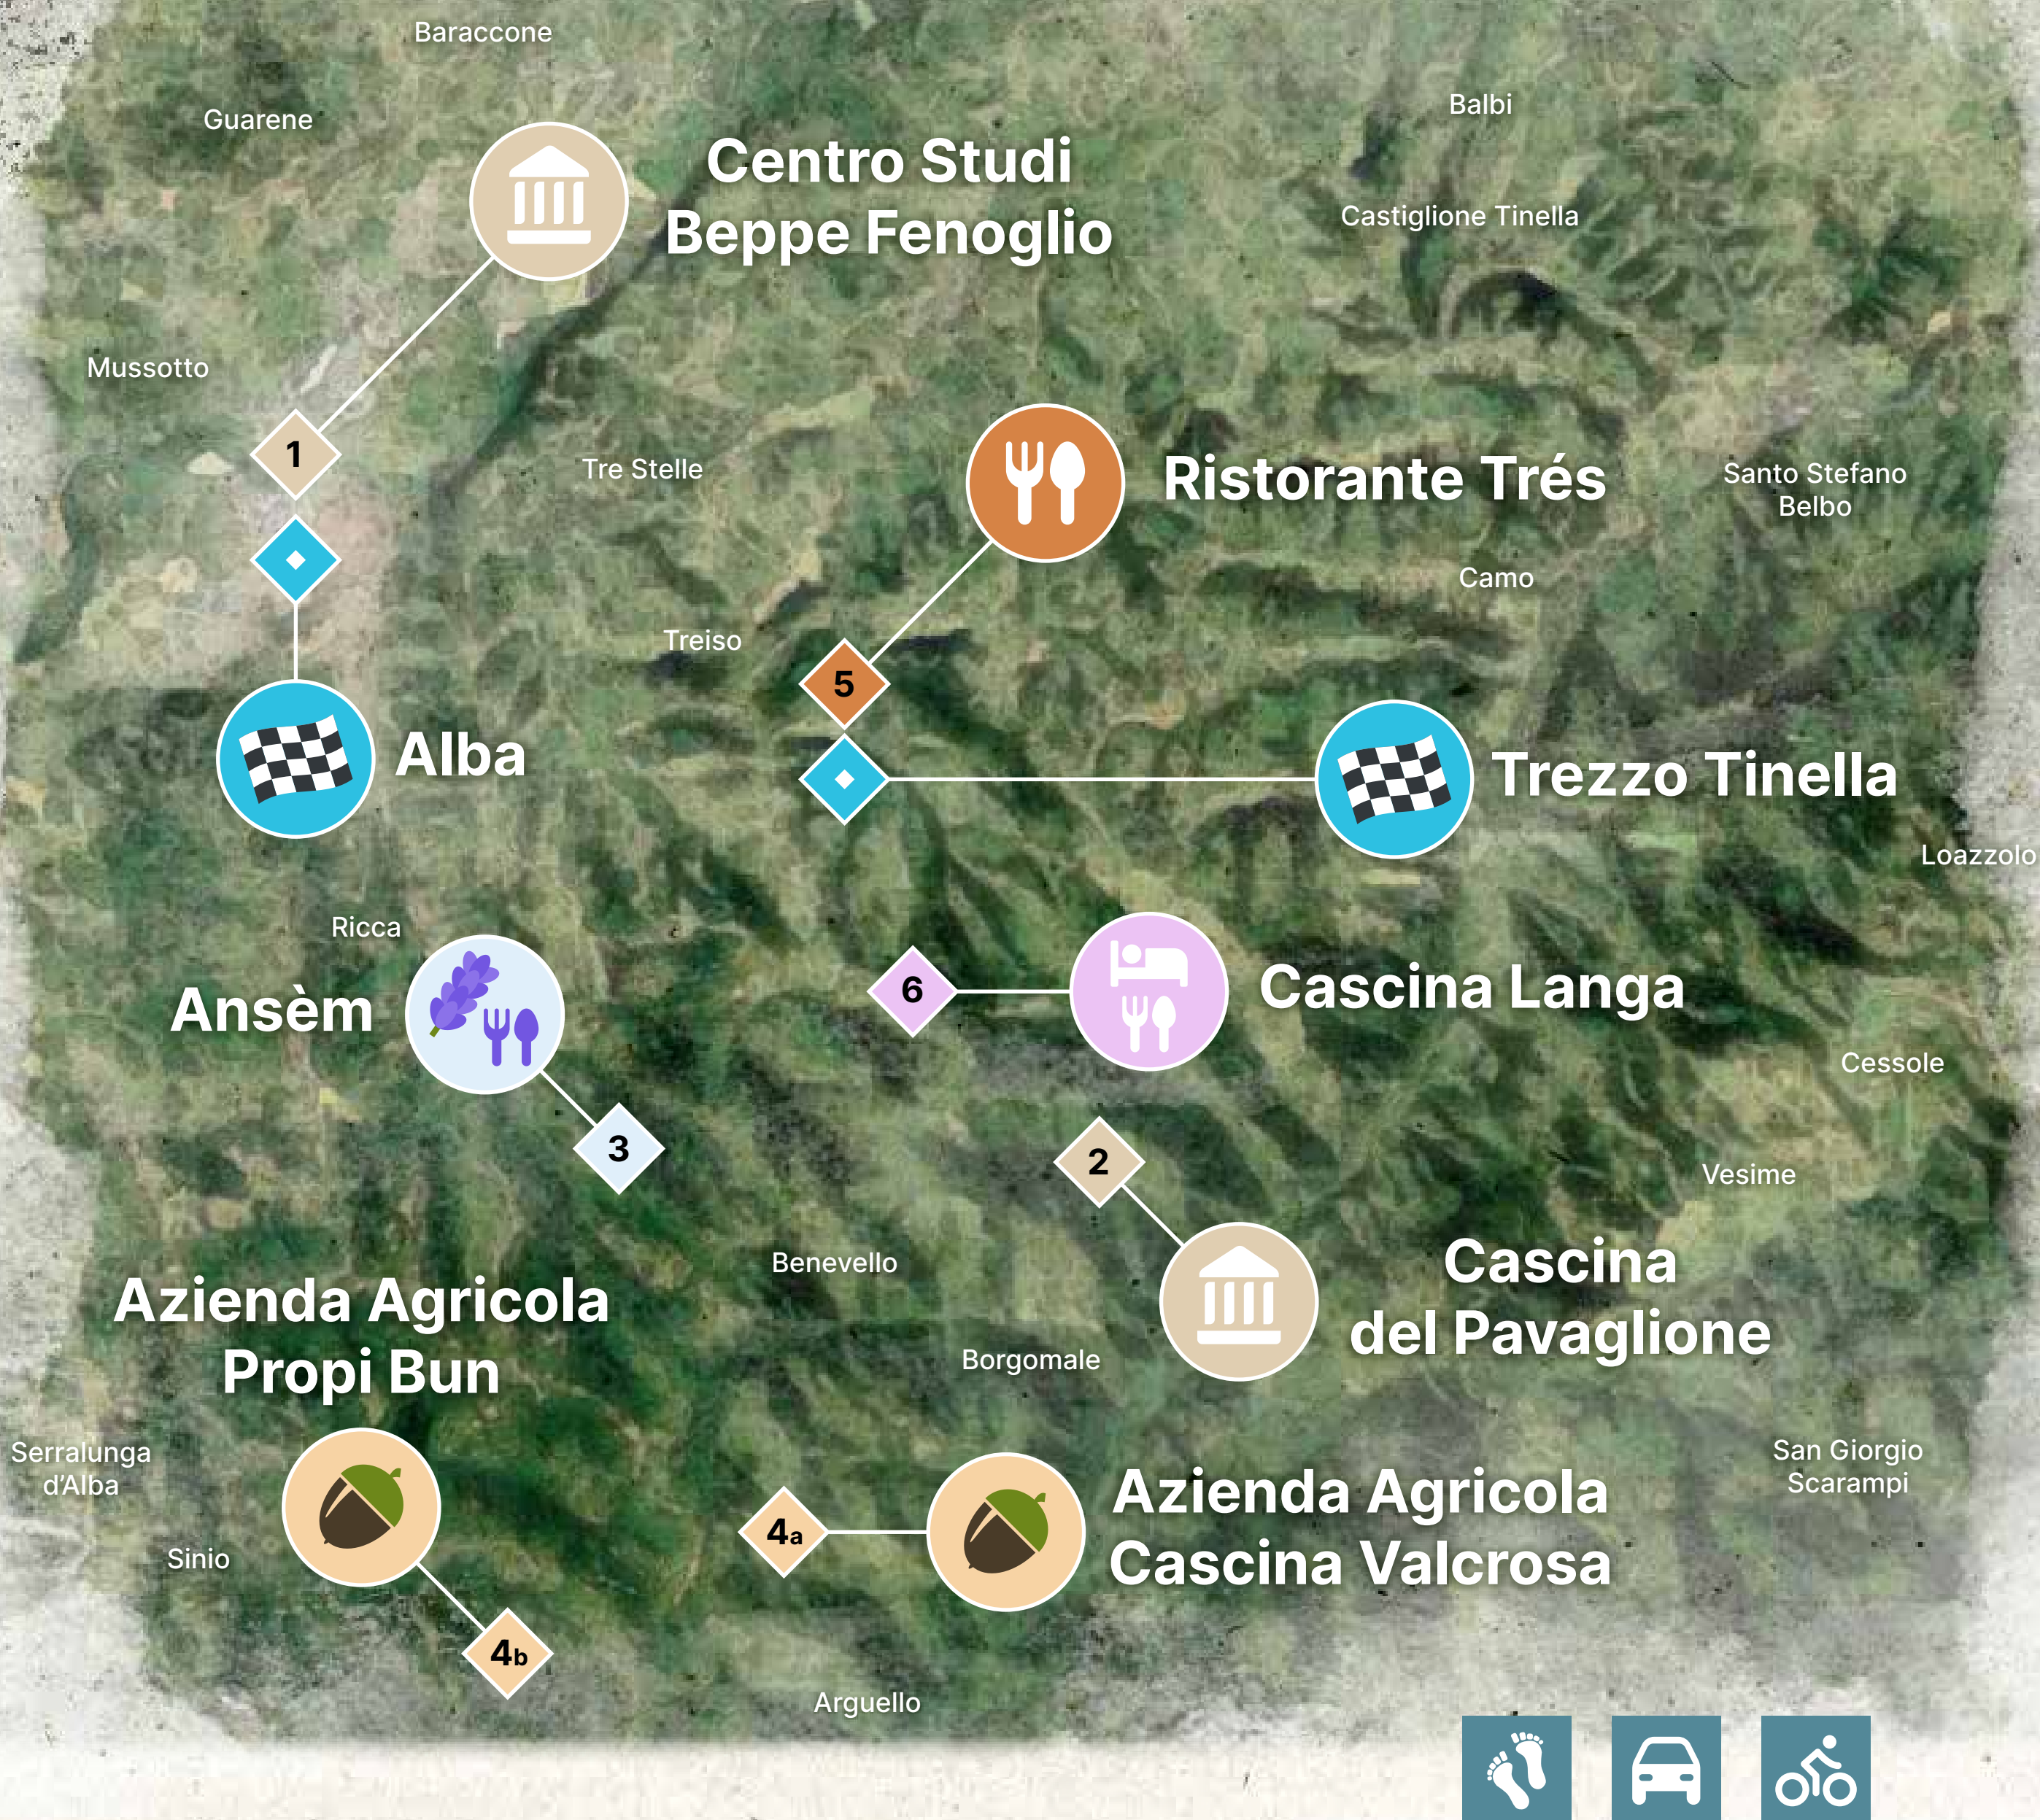 Baraccone
Guarene
Balbi
Centro Studi
Beppe Fenoglio
Castiglione Tinella
Mussotto
1
Tre Stelle
Ristorante Trés
Santo Stefano
Belbo
Camo
Treiso
5
Alba
Trezzo Tinella
Loazzolo
Ricca
Ansèm
6
Cascina Langa
Cessole
3
2
Vesime
Benevello
Cascina
del Pavaglione
Azienda Agricola
Propi Bun
Borgomale
Serralunga
d’Alba
San Giorgio
Scarampi
4a
Azienda Agricola
Cascina Valcrosa
Sinio
4b
Arguello